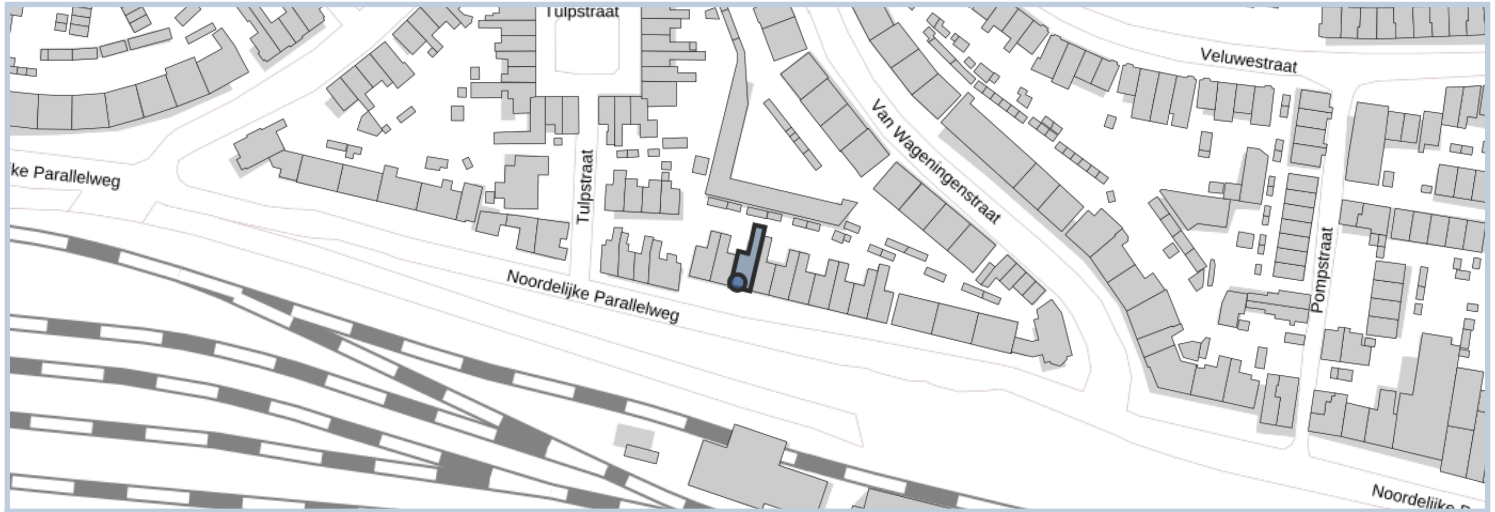 Tulpstraat
Veluwestraat
Van Wageningenstraat
ke Parallelweg
Tulpstraat
Pompstraat
Noordelijke Parallelweg
Noordelijke